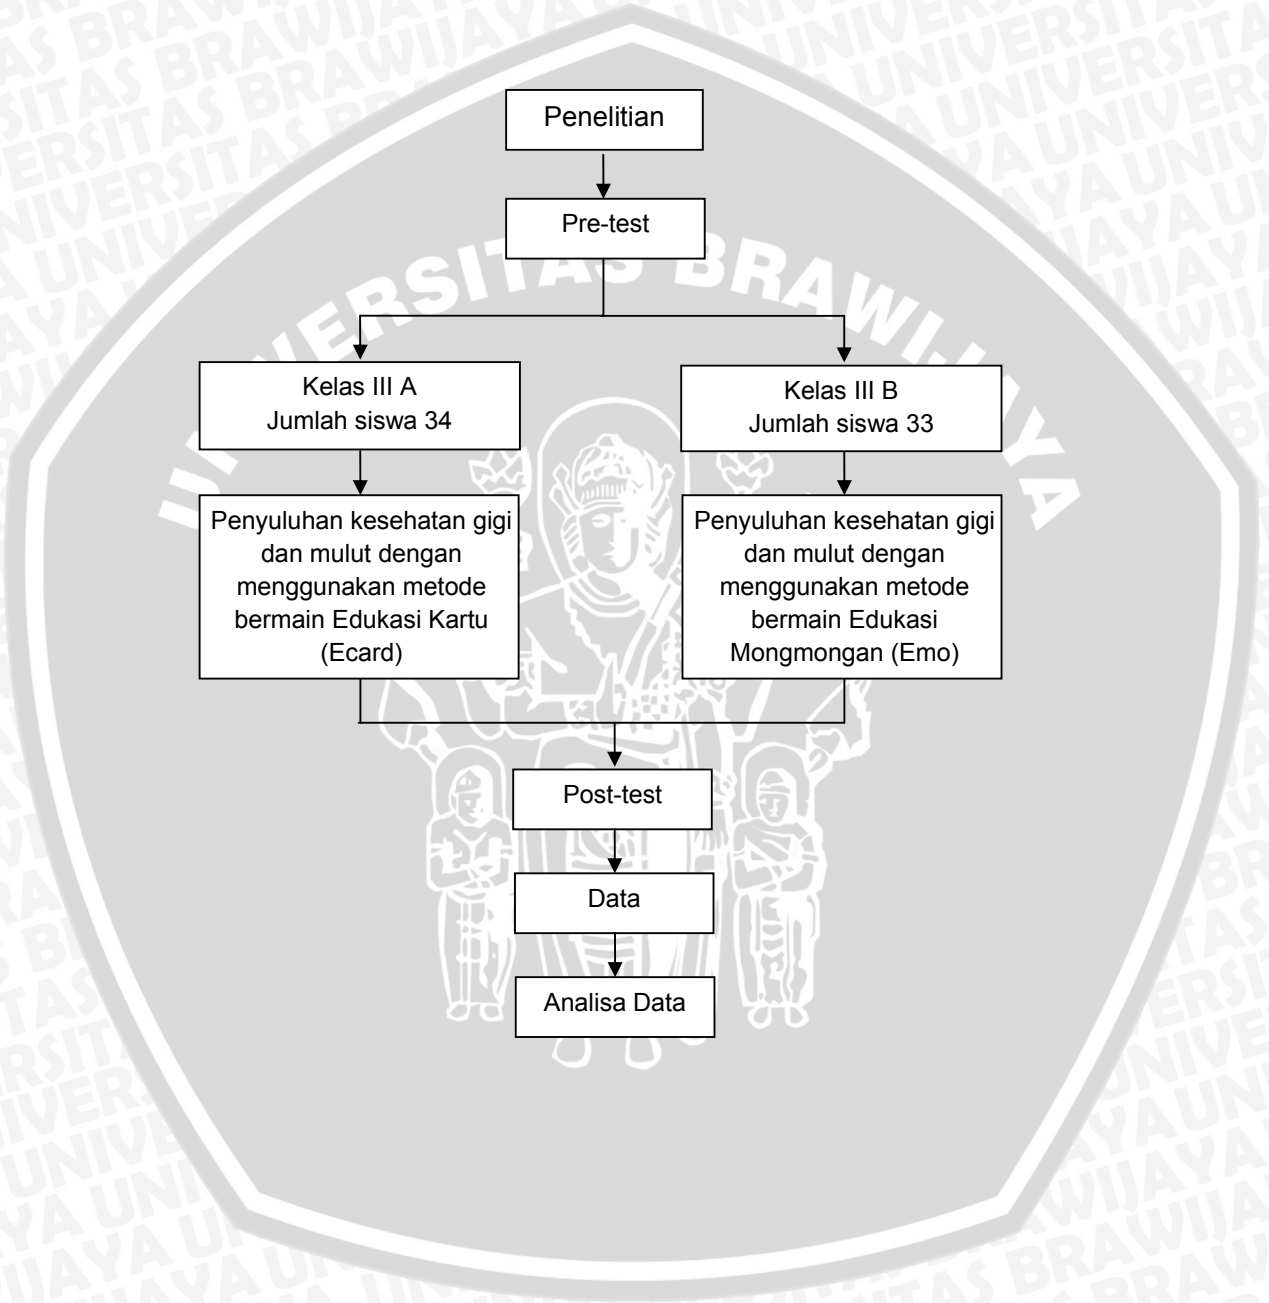 Penelitian
Pre-test
UNIVERSITAS BRAWIJAYA
Kelas III A
Jumlah siswa 34
Kelas III B
Jumlah siswa 33
Penyuluhan kesehatan gigi
dan mulut dengan
menggunakan metode
bermain Edukasi Kartu
(Ecard)
Penyuluhan kesehatan gigi
dan mulut dengan
menggunakan metode
bermain Edukasi
Mongmongan (Emo)
Post-test
Data
Analisa Data